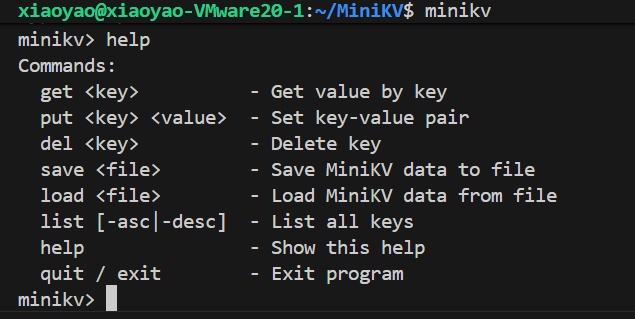 xiaoyao@xiaoyao-VMware20-1:~/MiniKV$ minikv
minikv> help
Commands:
  get <key>          - Get value by key
  put <key> <value>  - Set key-value pair
  del <key>          - Delete key
  save <file>        - Save MiniKV data to file
  load <file>        - Load MiniKV data from file
  list [-asc|-desc]  - List all keys
  help               - Show this help
  quit / exit        - Exit program
minikv>